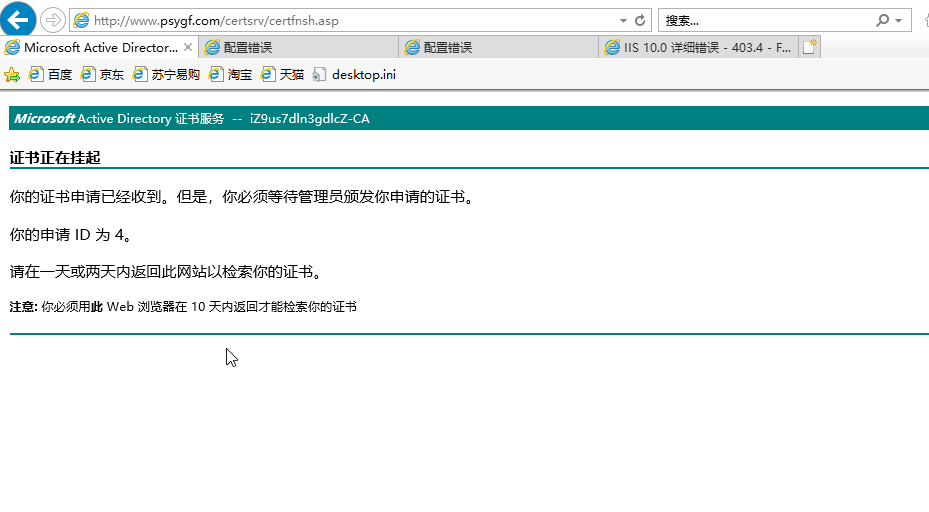 http://www.psygf.com/certsrv/certfnsh.asp
搜索...
Microsoft Active Director...
配置错误
配置错误
IIS 10.0 详细错误 - 403.4 - F...
百度
京东
苏宁易购
淘宝
天猫
desktop.ini
Microsoft Active Directory 证书服务 -- iZ9us7dln3gdlcZ-CA
证书正在挂起
你的证书申请已经收到。但是，你必须等待管理员颁发你申请的证书。
你的申请 ID 为 4。
请在一天或两天内返回此网站以检索你的证书。
注意: 你必须用此 Web 浏览器在 10 天内返回才能检索你的证书